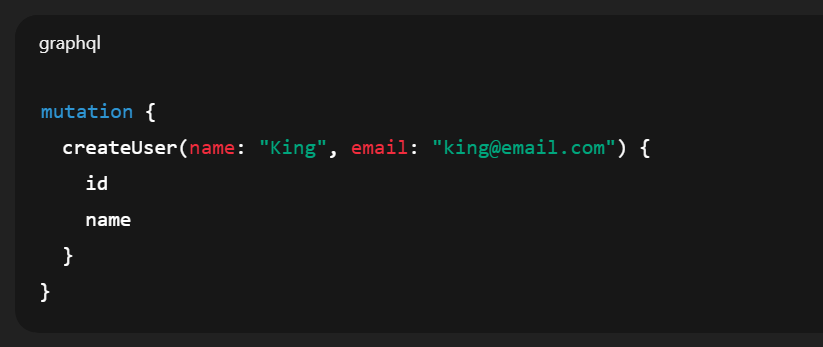 graphql
mutation {
  createUser(name: "King", email: "king@email.com") {
    id
    name
  }
}